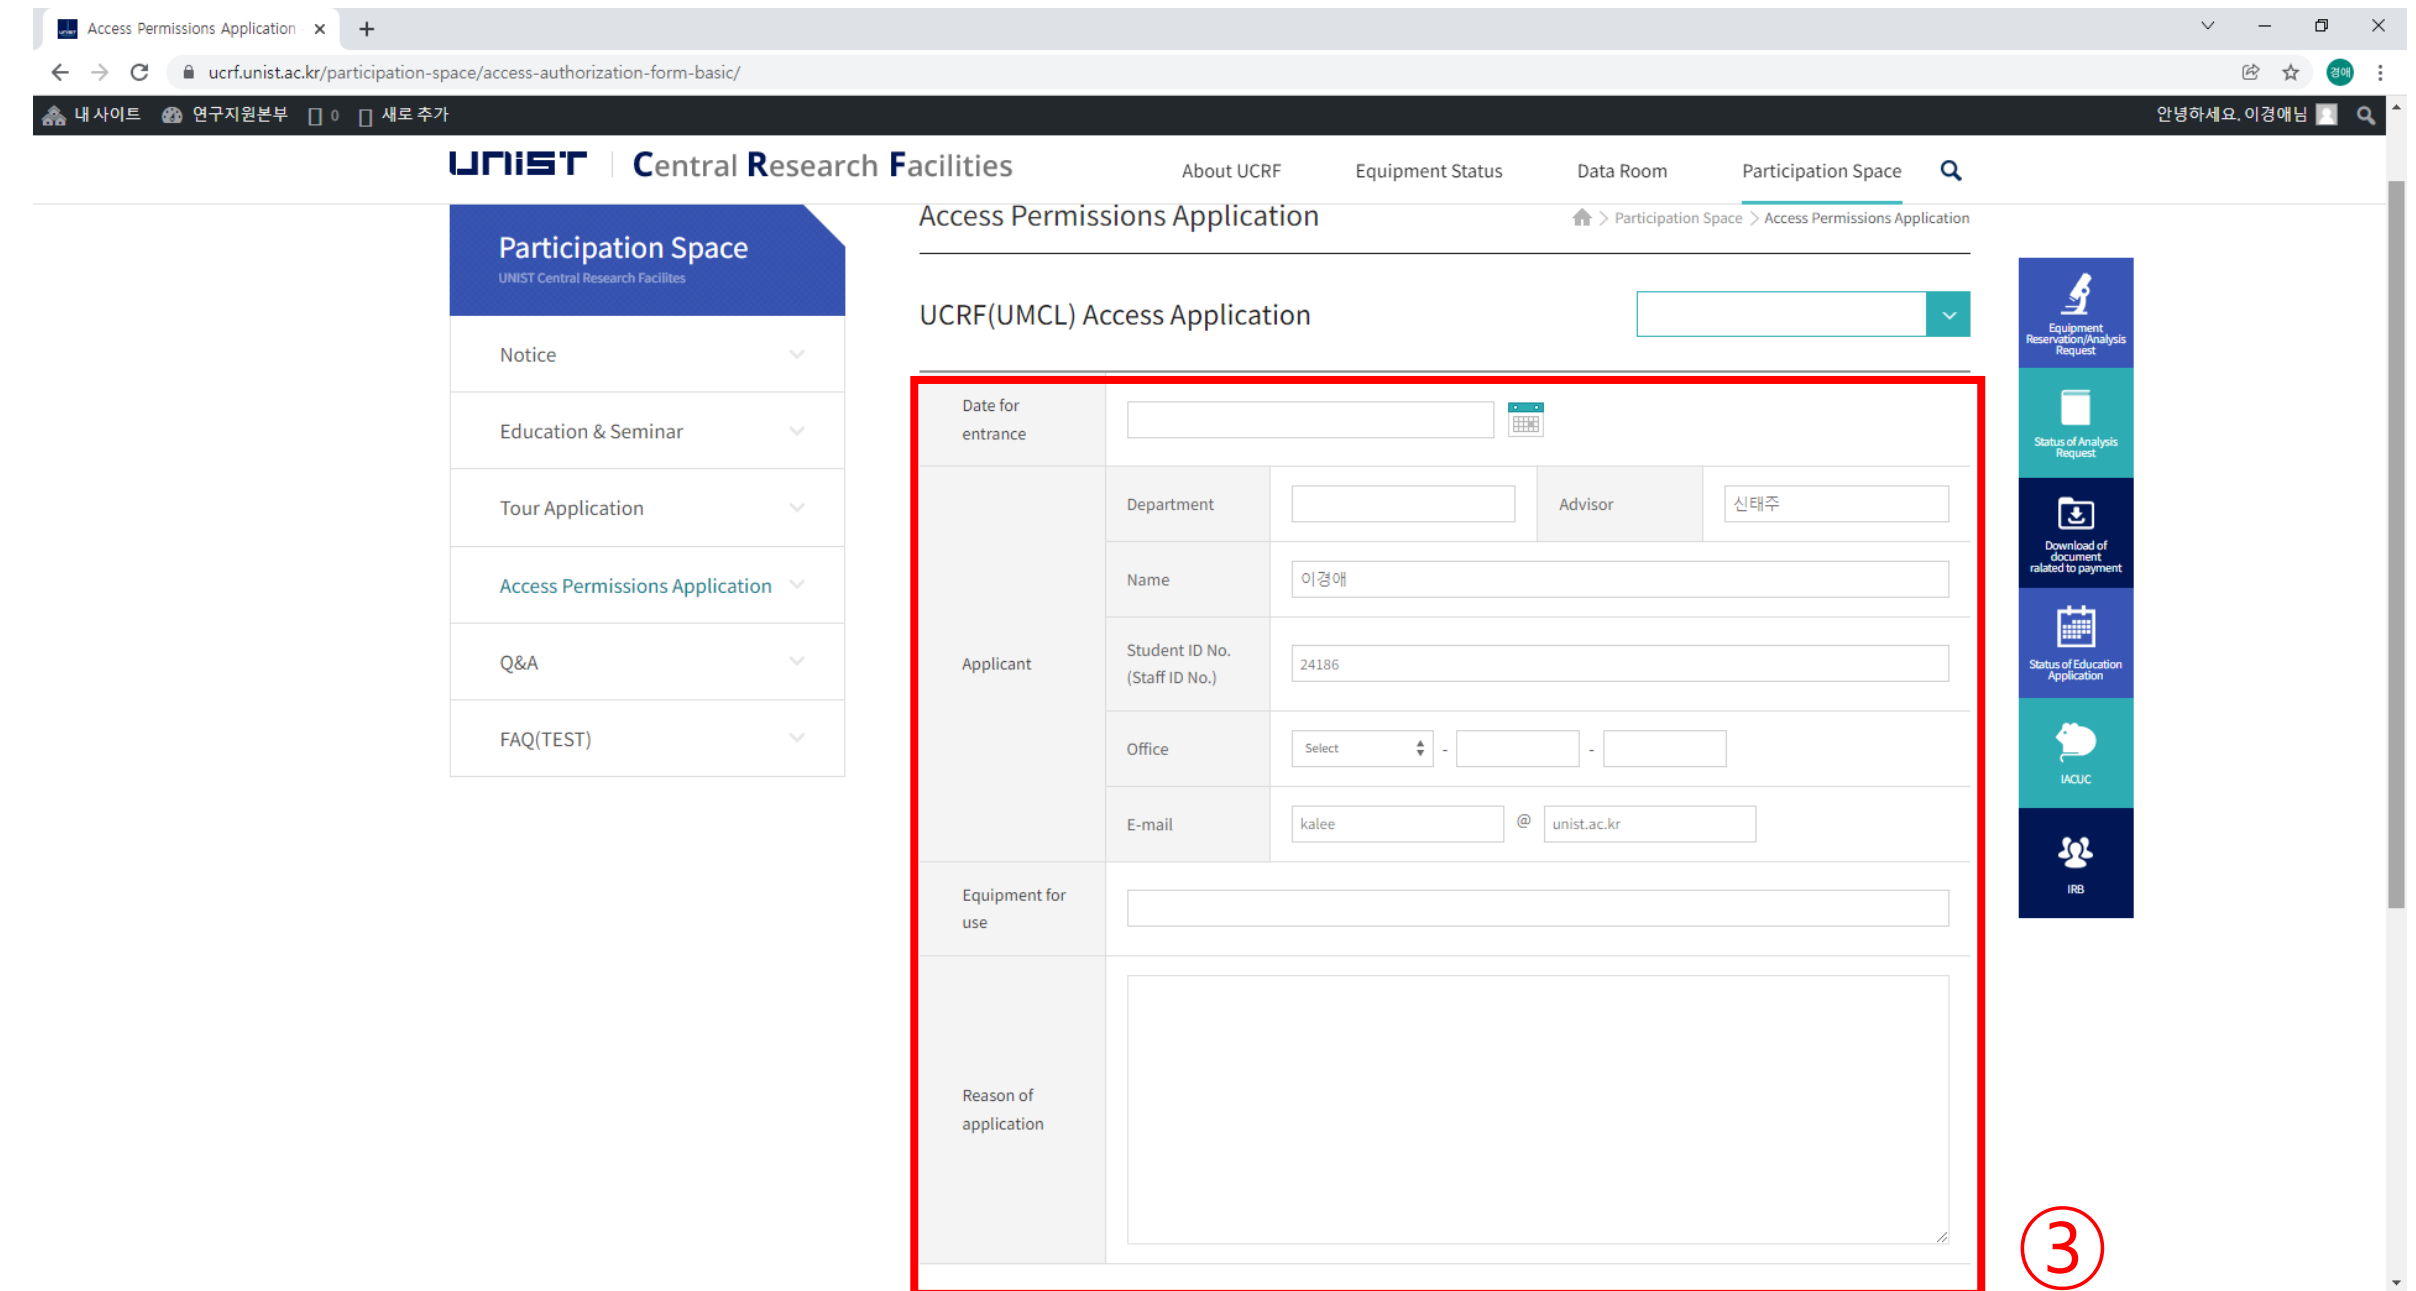 Access Permissions Application
ucrf.unist.ac.kr/participation-space/access-authorization-form-basic/
경애
내 사이트 연구지원본부 0 새로 추가
안녕하세요, 이경애님
UNIST Central Research Facilities
About UCRF Equipment Status Data Room Participation Space
Participation Space
UNIST Central Research Facilites
Notice
Education & Seminar
Tour Application
Access Permissions Application
Q&A
FAQ(TEST)
Access Permissions Application
> Participation Space > Access Permissions Application
UCRF(UMCL) Access Application
Date for
entrance
Applicant
Department
Advisor 신태주
Name 이경애
Student ID No.
(Staff ID No.)
24186
Office Select - -
E-mail kalee @ unist.ac.kr
Equipment for
use
Reason of
application
Equipment
Reservation/Analysis
Request
Status of Analysis
Request
Download of
document
ralated to payment
Status of Education
Application
IACUC
IRB
③